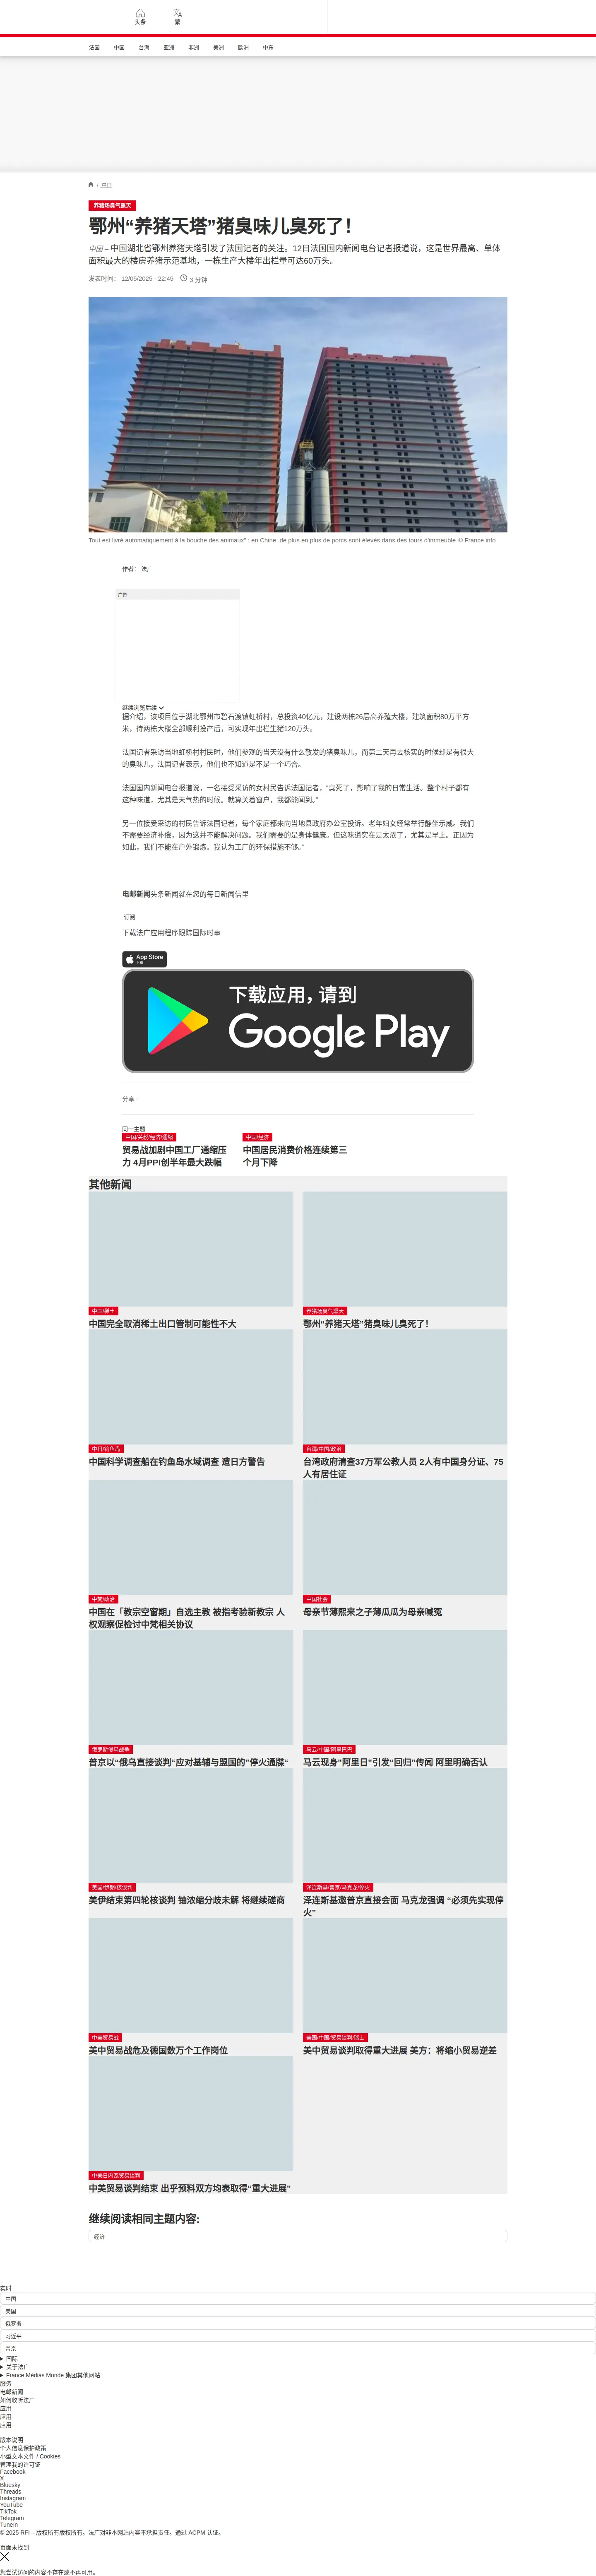 头条
繁
法国 中国 台海 亚洲 非洲 美洲 欧洲 中东
/ 中国
养猪场臭气熏天
鄂州“养猪天塔”猪臭味儿臭死了！
中国 – 中国湖北省鄂州养猪天塔引发了法国记者的关注。12日法国国内新闻电台记者报道说，这是世界最高、单体
面积最大的楼房养猪示范基地，一栋生产大楼年出栏量可达60万头。
发表时间： 12/05/2025 - 22:45 3 分钟
Tout est livré automatiquement à la bouche des animaux" : en Chine, de plus en plus de porcs sont élevés dans des tours d'immeuble © France info
作者： 法广
广告
继续浏览后续
据介绍，该项目位于湖北鄂州市碧石渡镇虹桥村，总投资40亿元，建设两栋26层高养殖大楼，建筑面积80万平方
米，待两栋大楼全部顺利投产后，可实现年出栏生猪120万头。
法国记者采访当地虹桥村村民时，他们参观的当天没有什么散发的猪臭味儿，而第二天再去核实的时候却是有很大
的臭味儿，法国记者表示，他们也不知道是不是一个巧合。
法国国内新闻电台报道说，一名接受采访的女村民告诉法国记者，“臭死了，影响了我的日常生活。整个村子都有
这种味道，尤其是天气热的时候。就算关着窗户，我都能闻到。”
另一位接受采访的村民告诉法国记者，每个家庭都来向当地县政府办公室投诉。老年妇女经常举行静坐示威。我们
不需要经济补偿，因为这并不能解决问题。我们需要的是身体健康。但这味道实在是太浓了，尤其是早上。正因为
如此，我们不能在户外锻炼。我认为工厂的环保措施不够。”
电邮新闻头条新闻就在您的每日新闻信里
订阅
下载法广应用程序跟踪国际时事
App Store
下载
下载应用，请到
Google Play
分享 :
同一主题
中国/关税/经济/通缩
贸易战加剧中国工厂通缩压
力 4月PPI创半年最大跌幅
中国/经济
中国居民消费价格连续第三
个月下降
其他新闻
中国/稀土
中国完全取消稀土出口管制可能性不大
养猪场臭气熏天
鄂州“养猪天塔”猪臭味儿臭死了！
中日/钓鱼岛
中国科学调查船在钓鱼岛水域调查 遭日方警告
台湾/中国/政治
台湾政府清查37万军公教人员 2人有中国身分证、75
人有居住证
中梵/政治
中国在「教宗空窗期」自选主教 被指考验新教宗 人
权观察促检讨中梵相关协议
中国社会
母亲节薄熙来之子薄瓜瓜为母亲喊冤
俄罗斯侵乌战争
普京以“俄乌直接谈判“应对基辅与盟国的”停火通牒“
马云/中国/阿里巴巴
马云现身"阿里日"引发“回归"传闻 阿里明确否认
美国/伊朗/核谈判
美伊结束第四轮核谈判 铀浓缩分歧未解 将继续磋商
泽连斯基/普京/马克龙/停火
泽连斯基邀普京直接会面 马克龙强调 “必须先实现停
火”
中美贸易战
美中贸易战危及德国数万个工作岗位
美国/中国/贸易谈判/瑞士
美中贸易谈判取得重大进展 美方：将缩小贸易逆差
中美日内瓦贸易谈判
中美贸易谈判结束 出乎预料双方均表取得“重大进展”
继续阅读相同主题内容:
经济
实时
中国
美国
俄罗斯
习近平
普京
国际
关于法广
France Médias Monde 集团其他网站
服务
电邮新闻
如何收听法广
应用
应用
应用
版本说明
个人信息保护政策
小型文本文件 / Cookies
管理我的许可证
Facebook
X
Bluesky
Threads
Instagram
YouTube
TikTok
Telegram
TuneIn
© 2025 RFI – 版权所有版权所有。法广对非本网站内容不承担责任。通过 ACPM 认证。
页面未找到
您尝试访问的内容不存在或不再可用。